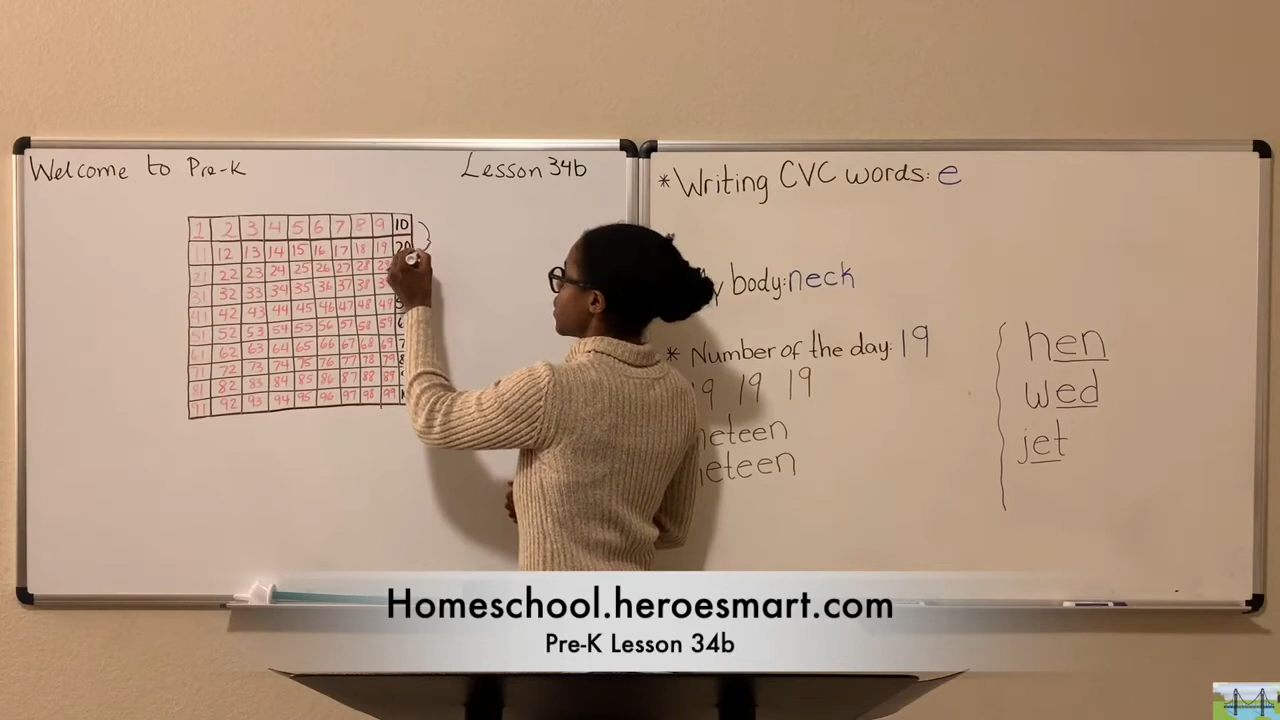 Welcome to Pre-K
Lesson 34b
1 2 3 4 5 6 7 8 9 10
11 12 13 14 15 16 17 18 19 20
21 22 23 24 25 26 27 28
31 32 33 34 35 36 37 38
41 42 43 44 45 46 47 48 49
51 52 53 54 55 56 57 58 59
61 62 63 64 65 66 67 68 69
71 72 73 74 75 76 77 78 79
81 82 83 84 85 86 87 88 89
91 92 93 94 95 96 97 98 99
* Writing CVC words: e
body: neck
* Number of the day: 19
19 19
hen
wed
jet
Homeschool.heroesmart.com
Pre-K Lesson 34b